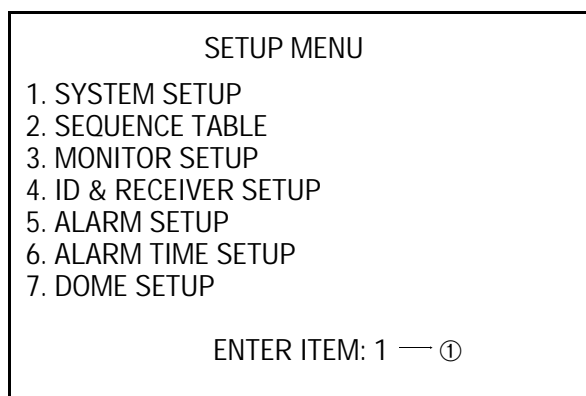 SETUP MENU
1. SYSTEM SETUP
2. SEQUENCE TABLE
3. MONITOR SETUP
4. ID & RECEIVER SETUP
5. ALARM SETUP
6. ALARM TIME SETUP
7. DOME SETUP
ENTER ITEM: 1 — ①